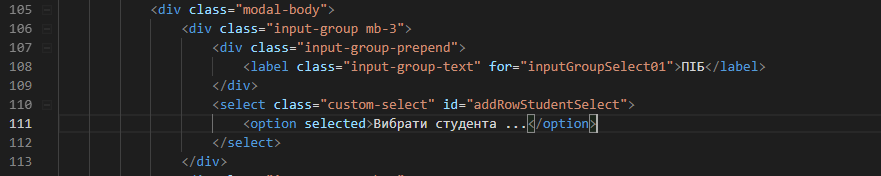 105 <div class="modal-body">
106 <div class="input-group mb-3">
107 <div class="input-group-prepend">
108 <label class="input-group-text" for="inputGroupSelect01">ПІБ</label>
109 </div>
110 <select class="custom-select" id="addRowStudentSelect">
111 <option selected>Вибрати студента ...</option>
112 </select>
113 </div>